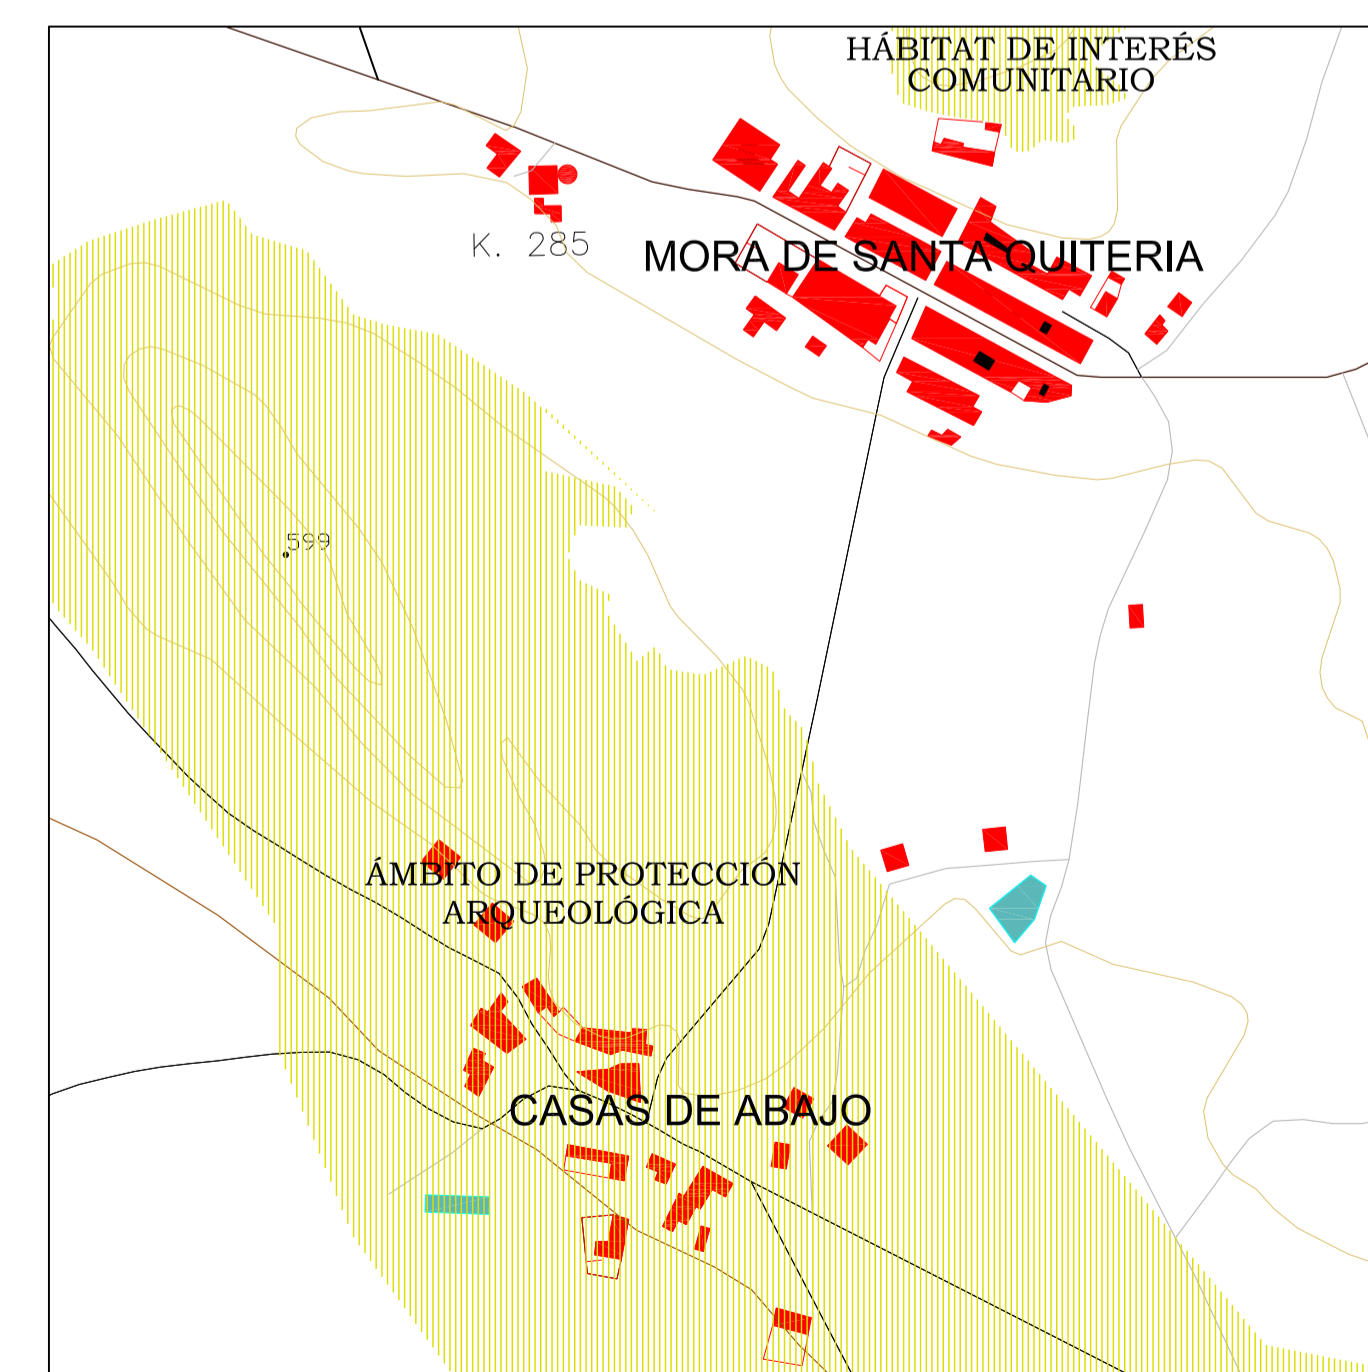 HÁBITAT DE INTERÉS
COMUNITARIO
K. 285
MORA DE SANTA QUITERIA
599
ÁMBITO DE PROTECCIÓN
ARQUEOLÓGICA
CASAS DE ABAJO